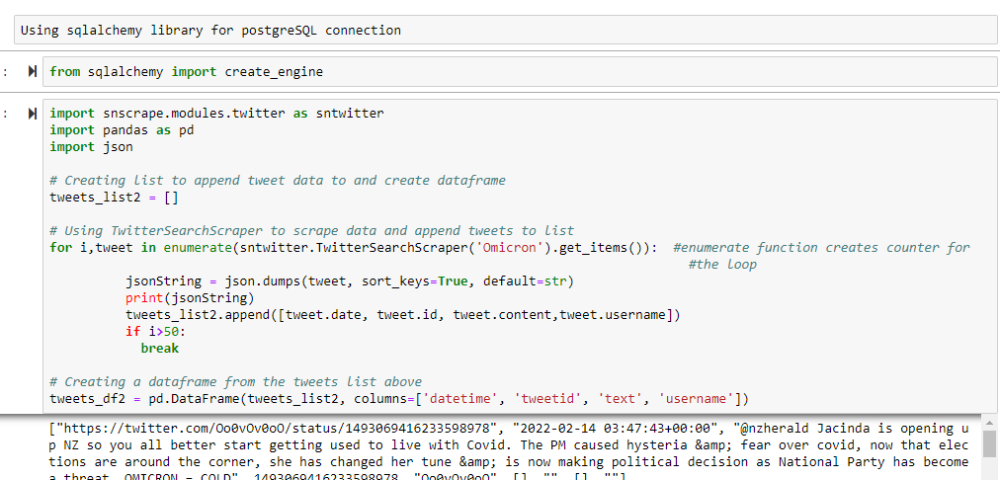 Using sqlalchemy library for postgreSQL connection
: from sqlalchemy import create_engine
: import snscrape.modules.twitter as sntwitter
import pandas as pd
import json
# Creating list to append tweet data to and create dataframe
tweets_list2 = []
# Using TwitterSearchScraper to scrape data and append tweets to list
for i,tweet in enumerate(sntwitter.TwitterSearchScraper('Omicron').get_items()):  #enumerate function creates counter for
#the loop
jsonString = json.dumps(tweet, sort_keys=True, default=str)
print(jsonString)
tweets_list2.append([tweet.date, tweet.id, tweet.content,tweet.username])
if i>50:
break
# Creating a dataframe from the tweets list above
tweets_df2 = pd.DataFrame(tweets_list2, columns=['datetime', 'tweetid', 'text', 'username'])
["https://twitter.com/Oo0vOv0oO/status/1493069416233598978", "2022-02-14 03:47:43+00:00", "@nzherald Jacinda is opening u
p NZ so you all better start getting used to live with Covid. The PM caused hysteria &amp; fear over covid, now that elec
tions are around the corner, she has changed her tune &amp; is now making political decision as National Party has become
a threat. OMICRON = COLD", 1493069416233598978, "Oo0vOv0oO", [], "", [], ""]